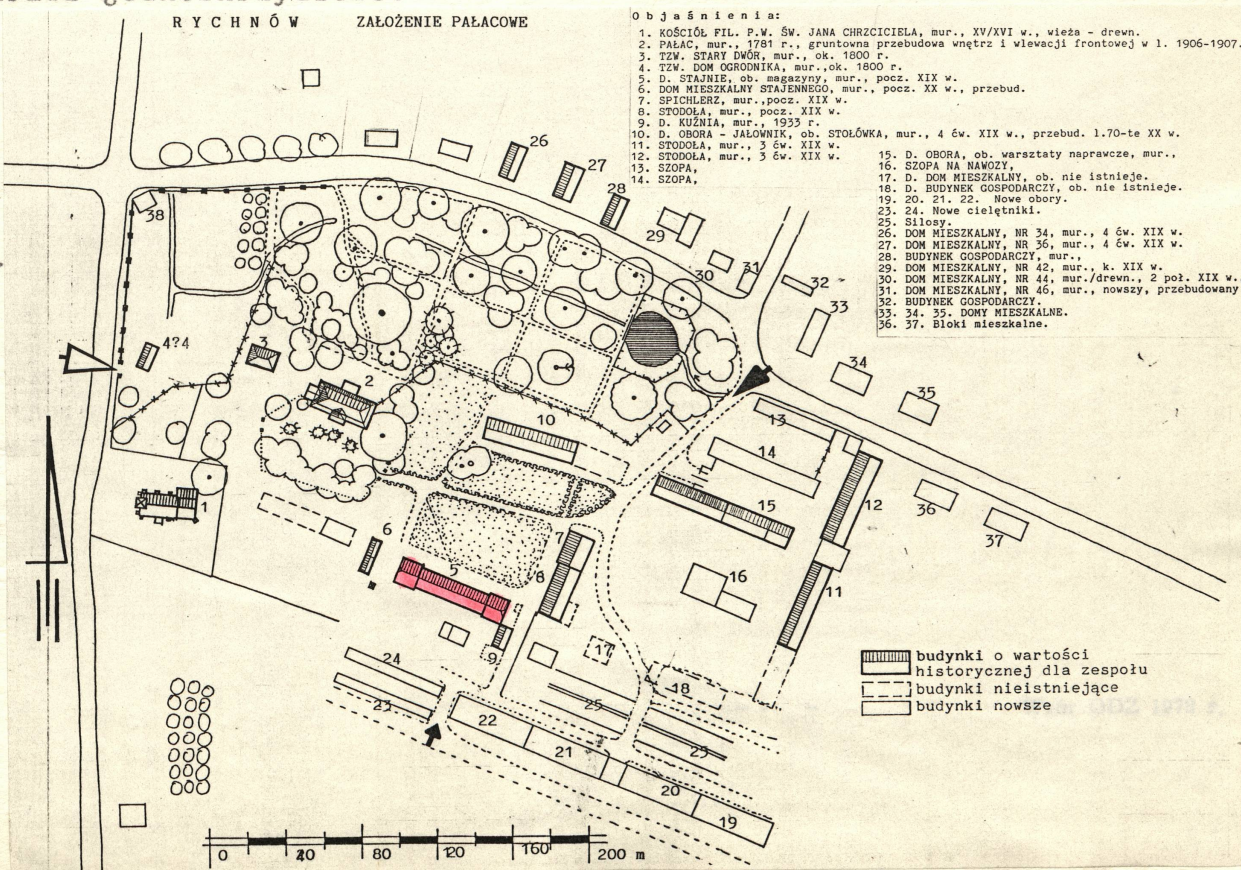 RYCHNÓW ZAŁOŻENIE PAŁACOWE
Objaśnienia:
1. KOŚCIÓŁ FIL. P.W. ŚW. JANA CHRZCICIELA, mur., XV/XVI w., wieża - drewn.
2. PAŁAC, mur., 1781 r., gruntowna przebudowa wnętrz i wlewacji frontowej w l. 1906-1907.
3. TZW. STARY DWÓR, mur., ok. 1800 r.
4. TZW. DOM OGRODNIKA, mur.,ok. 1800 r.
5. D. STAJNIE, ob. magazyny, mur., pocz. XIX w.
6. DOM MIESZKALNY STAJENNEGO, mur., pocz. XX w., przebud.
7. SPICHLERZ, mur.,pocz. XIX w.
8. STODOŁA, mur., pocz. XIX w.
9. D. KUŹNIA, mur., 1933 r.
10. D. OBORA - JAŁOWNIK, ob. STOŁÓWKA, mur., 4 ćw. XIX w., przebud. l.70-te XX w.
11. STODOŁA, mur., 3 ćw. XIX w.
12. STODOŁA, mur., 3 ćw. XIX w.
13. SZOPA,
14. SZOPA,
15. D. OBORA, ob. warsztaty naprawcze, mur.,
16. SZOPA NA NAWOZY,
17. D. DOM MIESZKALNY, ob. nie istnieje.
18. D. BUDYNEK GOSPODARCZY, ob. nie istnieje.
19. 20. 21. 22. Nowe obory.
23. 24. Nowe cielętniki.
25. Silosy.
26. DOM MIESZKALNY, NR 34, mur., 4 ćw. XIX w.
27. DOM MIESZKALNY, NR 36, mur., 4 ćw. XIX w.
28. BUDYNEK GOSPODARCZY, mur.,
29. DOM MIESZKALNY, NR 42, mur., k. XIX w.
30. DOM MIESZKALNY, NR 44, mur./drewn., 2 poł. XIX w.
31. DOM MIESZKALNY, NR 46, mur., nowszy, przebudowany
32. BUDYNEK GOSPODARCZY.
33. 34. 35. DOMY MIESZKALNE.
36. 37. Bloki mieszkalne.
26
27
28
29
30
31
32
33
34
35
36
37
38
4?4
3
2
1
10
13
14
15
12
11
16
6
5
7
8
9
17
18
24
23
22
25
21
25
20
19
budynki o wartości
historycznej dla zespołu
budynki nieistniejące
budynki nowsze
0 40 80 120 160 200 m